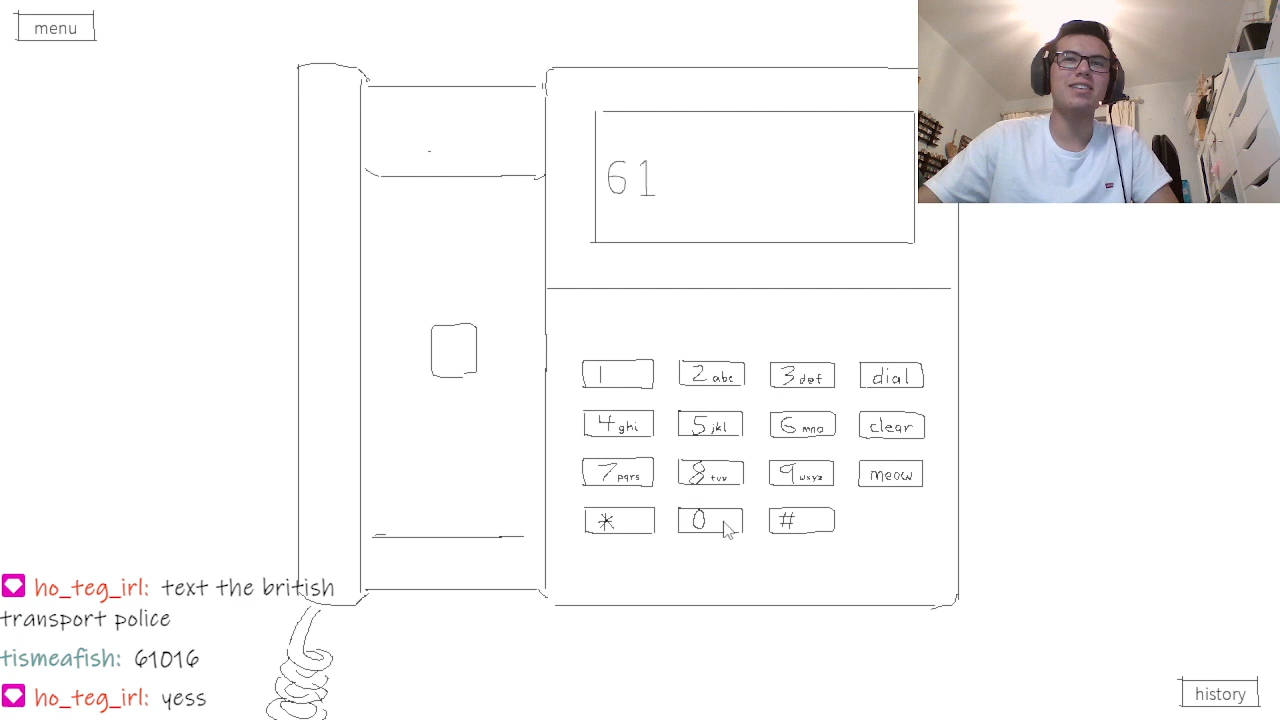 menu
61
1
2 abc
3 def
dial
4 ghi
5 jkl
6 mno
clear
7 pqrs
8 tuv
9 wxyz
meow
*
0
#
ho_teg_irl: text the british
transport police
tismeafish: 61016
ho_teg_irl: yess
history